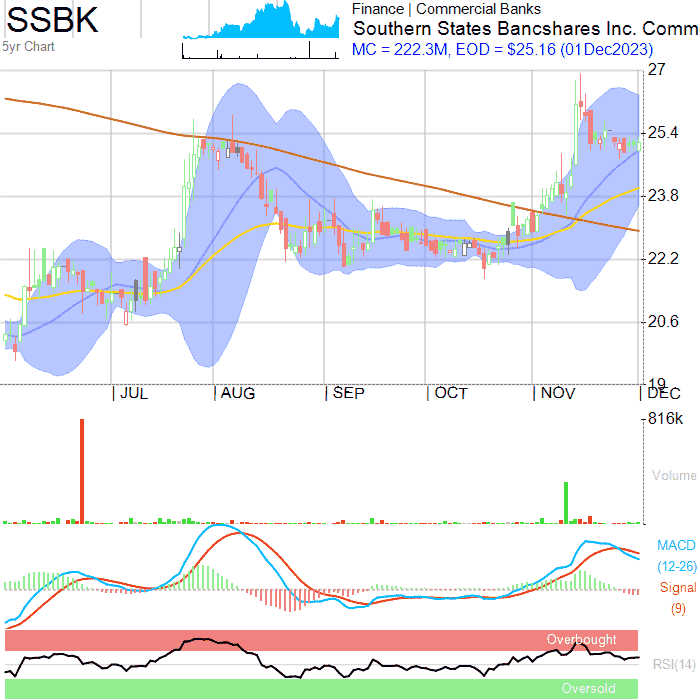 SSBK
5yr Chart
Finance | Commercial Banks
Southern States Bancshares Inc. Comm
MC = 222.3M, EOD = $25.16 (01Dec2023)
27
25.4
23.8
22.2
20.6
19
JUL
AUG
SEP
OCT
NOV
DEC
816k
Volume
MACD
(12-26)
Signal
(9)
Overbought
RSI(14)
Oversold